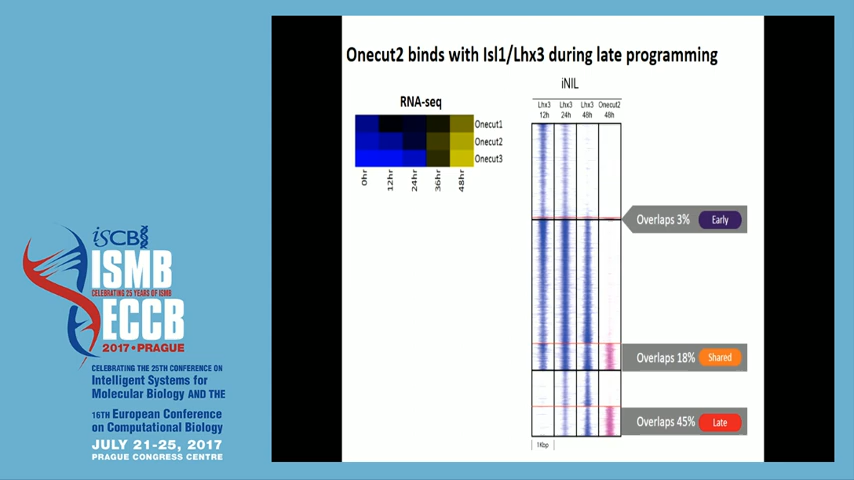 Onecut2 binds with Isl1/Lhx3 during late programming
iNIL
RNA-seq
Lhx3 12h
Lhx3 24h
Lhx3 48h
Onecut2 48h
Onecut1
Onecut2
Onecut3
0hr
12hr
24hr
36hr
48hr
Overlaps 3% Early
Overlaps 18% Shared
Overlaps 45% Late
1Kbp
iSCB
ISMB
CELEBRATING 25 YEARS OF ISMB
ECCB
2017 • PRAGUE
CELEBRATING THE 25TH CONFERENCE ON
Intelligent Systems for
Molecular Biology AND THE
16TH European Conference
on Computational Biology
JULY 21-25, 2017
PRAGUE CONGRESS CENTRE